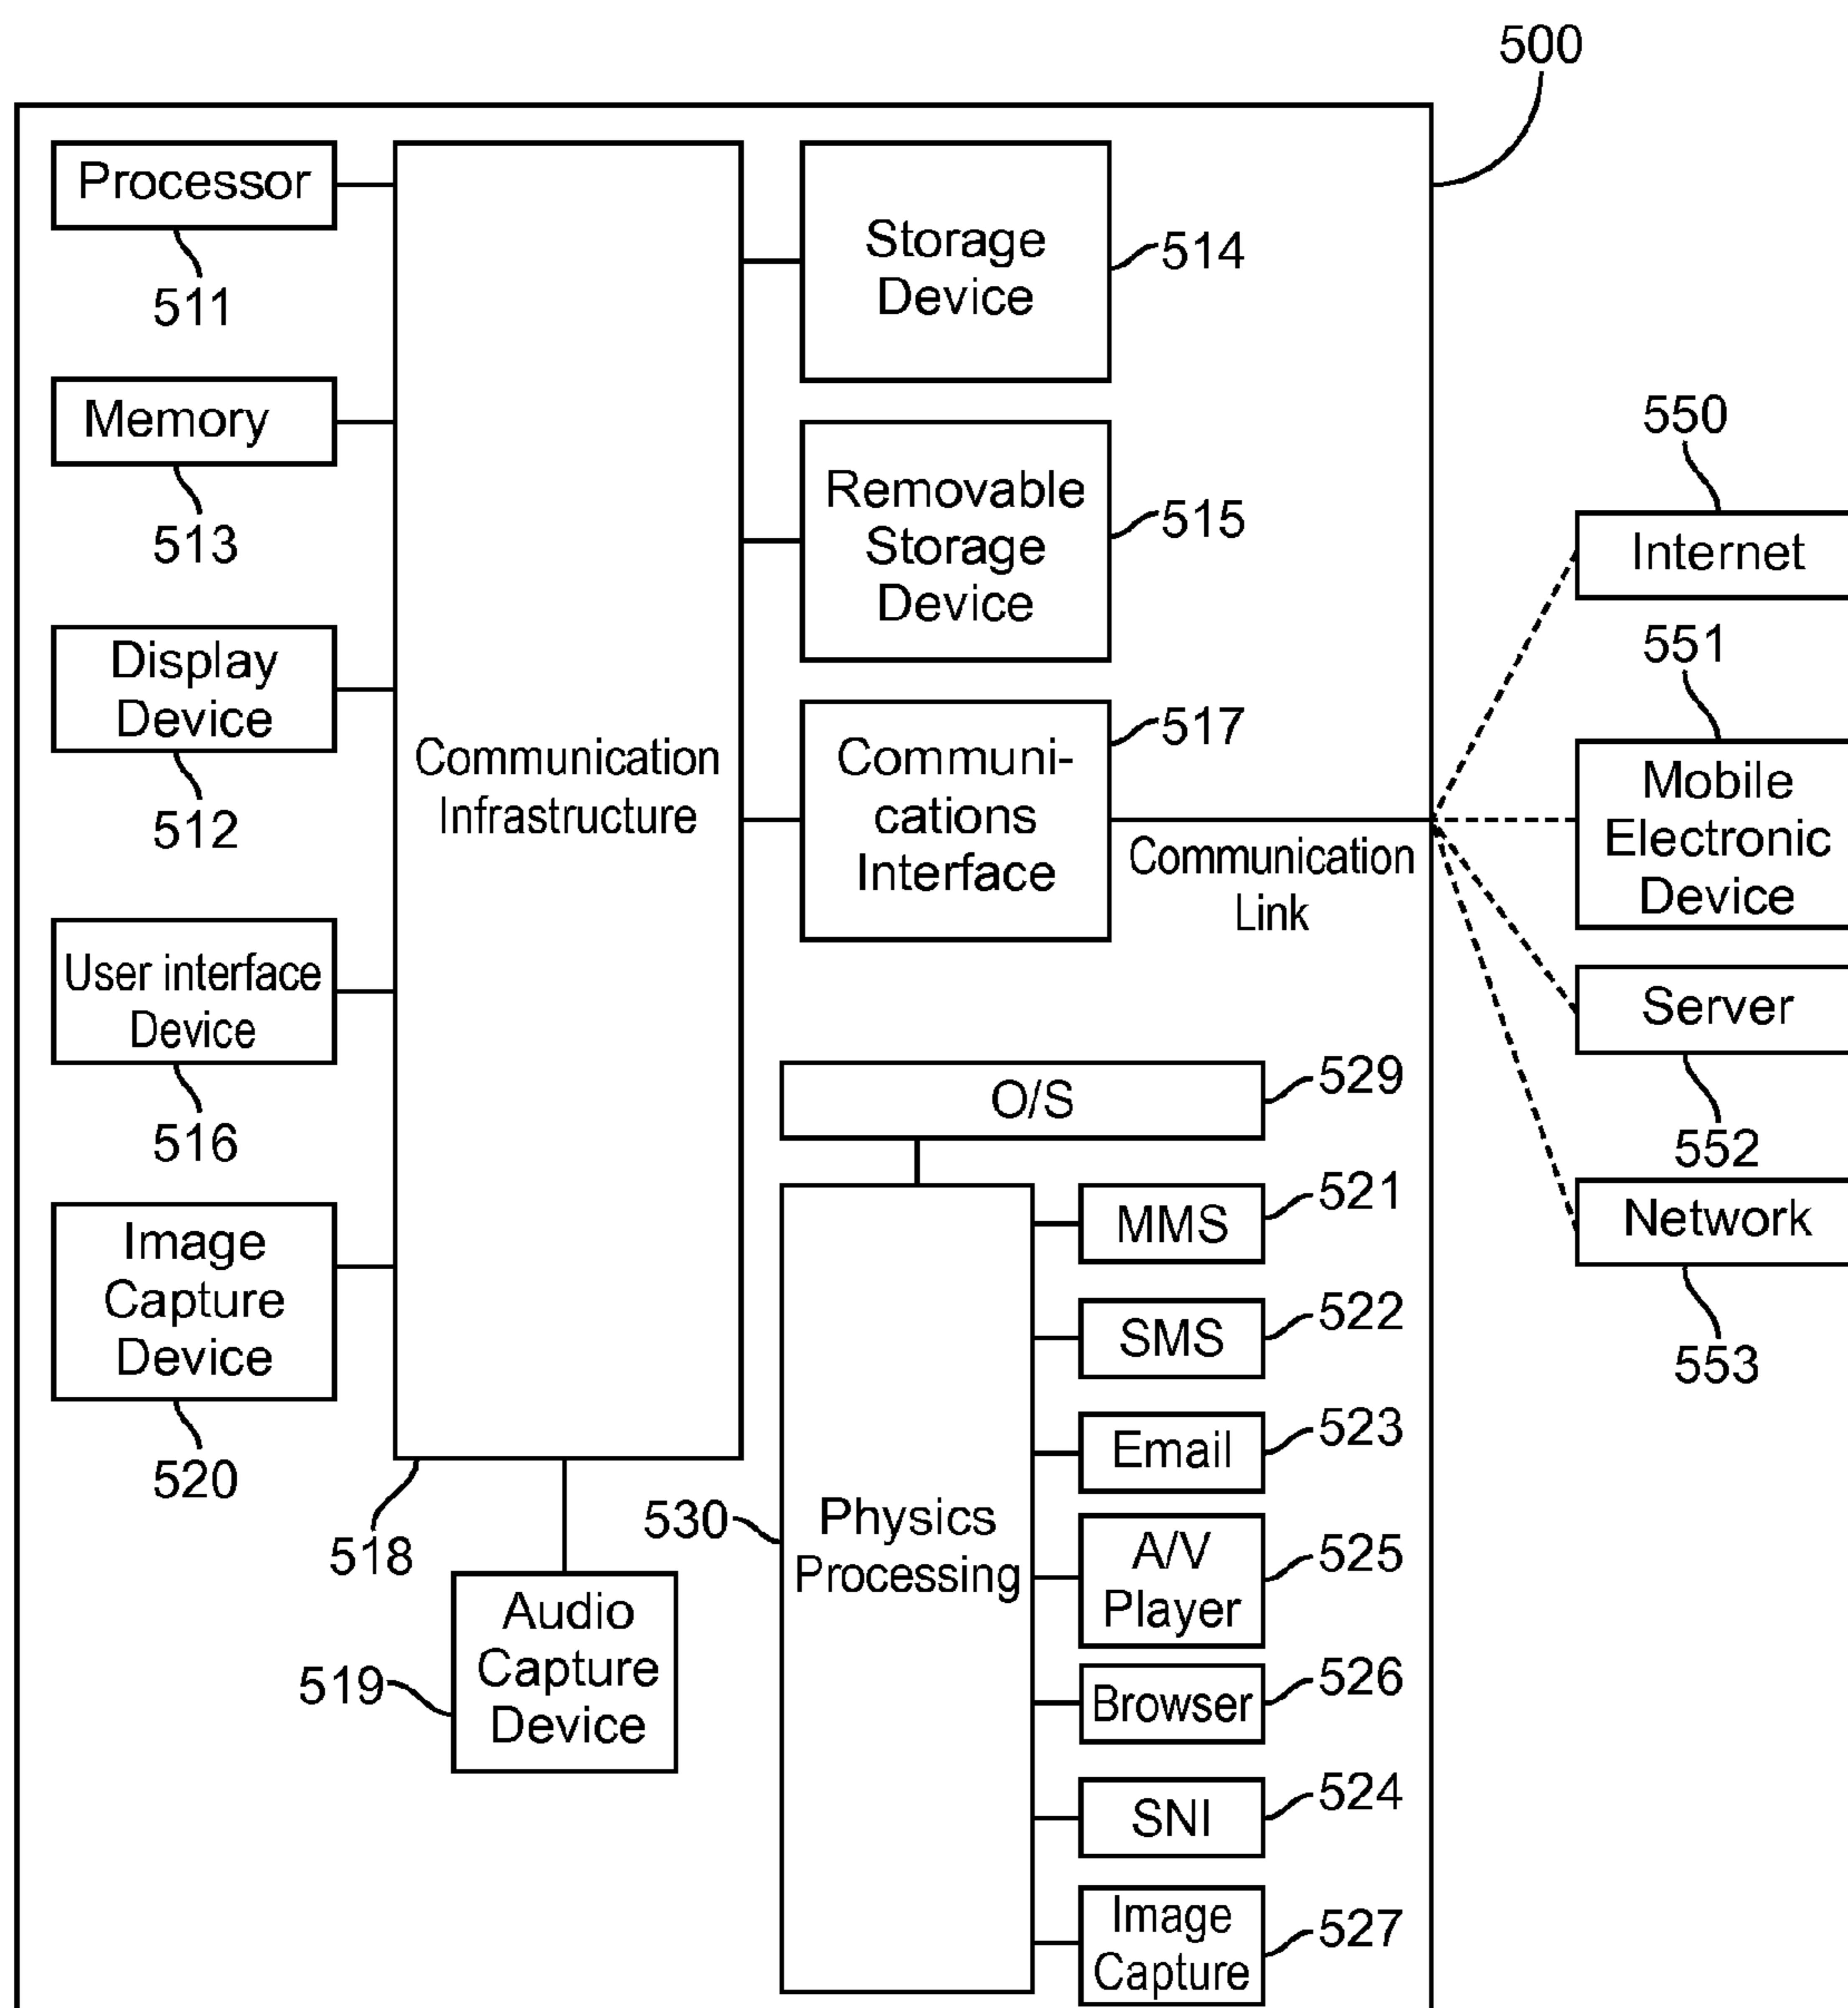 500
Processor
511
Memory
513
Display
Device
512
User interface
Device
516
Image
Capture
Device
520
Communication
Infrastructure
518
Audio
Capture
Device
519
Storage
Device
514
Removable
Storage
Device
515
Communi-
cations
Interface
517
Communication
Link
O/S
529
Physics
Processing
530
MMS
521
SMS
522
Email
523
A/V
Player
525
Browser
526
SNI
524
Image
Capture
527
550
Internet
551
Mobile
Electronic
Device
Server
552
Network
553